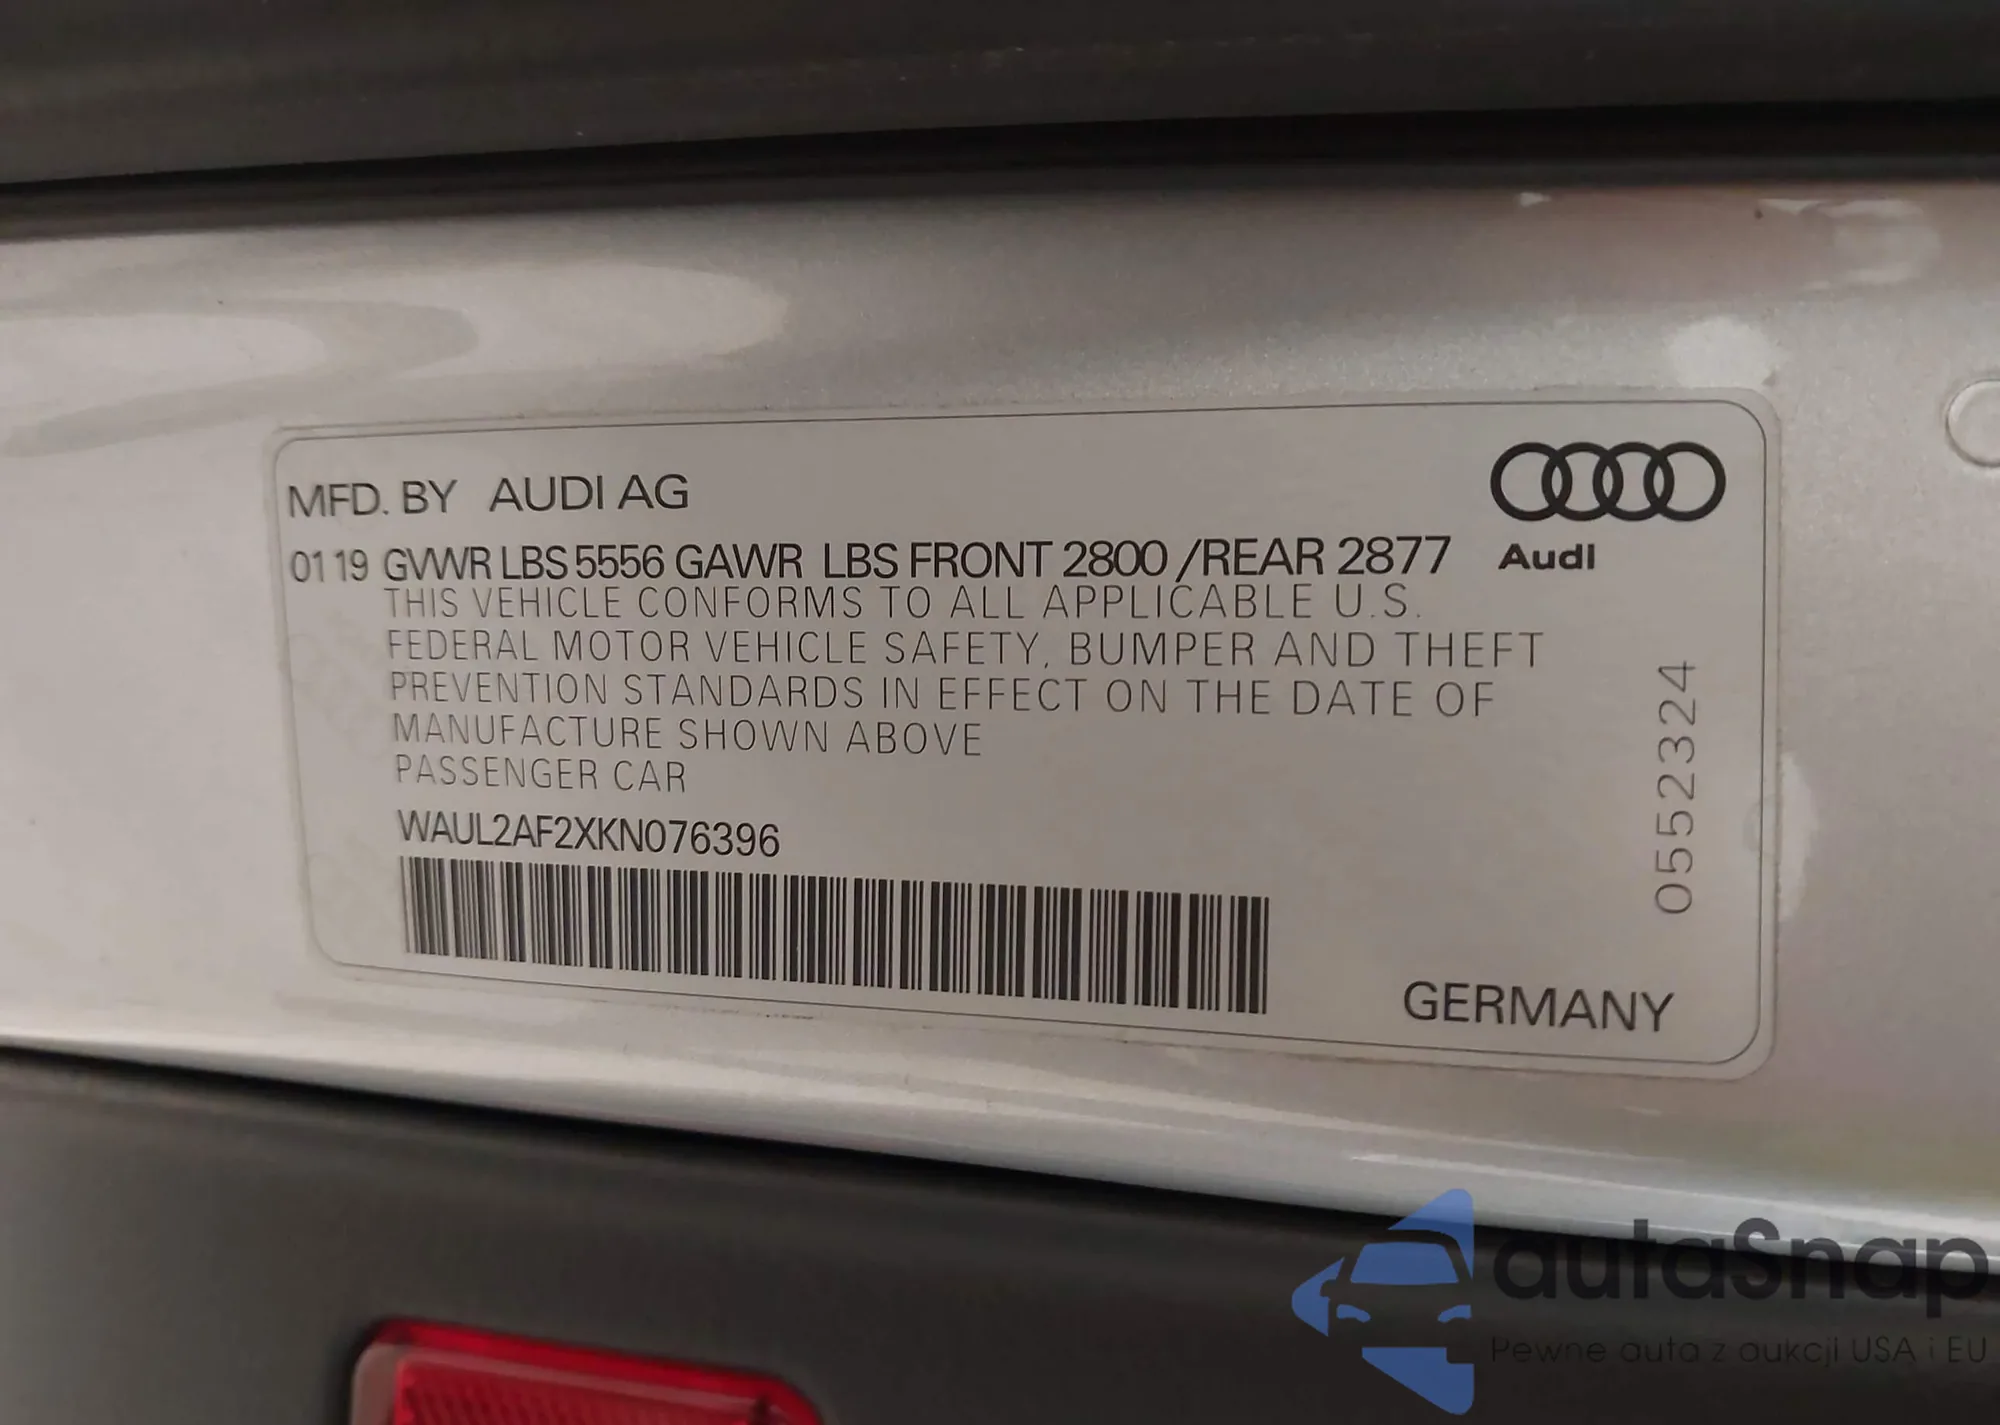 MFD. BY AUDI AG
01 19 GVWR LBS 5556 GAWR LBS FRONT 2800 /REAR 2877
Audi
THIS VEHICLE CONFORMS TO ALL APPLICABLE U.S.
FEDERAL MOTOR VEHICLE SAFETY, BUMPER AND THEFT
PREVENTION STANDARDS IN EFFECT ON THE DATE OF
MANUFACTURE SHOWN ABOVE
PASSENGER CAR
WAUL2AF2XKN076396
0552324
GERMANY
autaSnap
Pewne auta z aukcji USA i EU